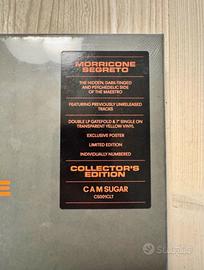 MORRICONE
SEGRETO
THE HIDDEN, DARK-TINGED
AND PSYCHEDELIC SIDE
OF THE MAESTRO
FEATURING PREVIOUSLY UNRELEASED
TRACKS
DOUBLE LP GATEFOLD & 7" SINGLE ON
TRANSPARENT YELLOW VINYL
EXCLUSIVE POSTER
LIMITED EDITION
INDIVIDUALLY NUMBERED
COLLECTOR'S
EDITION
CAM SUGAR
CS001CLT
subito